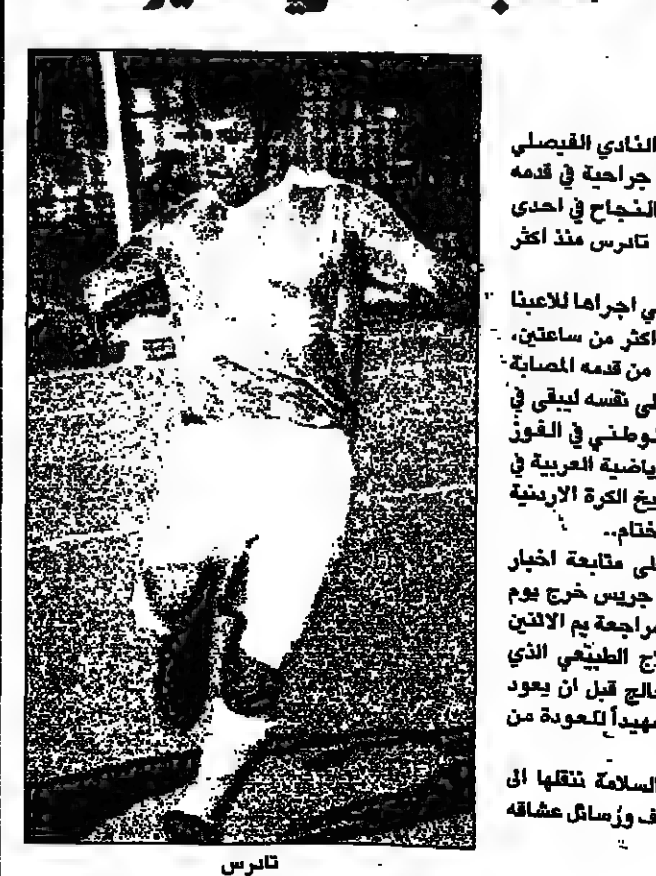 النادي الفيصلي
جراحية في قدمه
النجاح في احدى
تادرس منذ اكثر
ي اجراها للاعبنا
اكثر من ساعتين،
من قدمه المصابة
لى نفسه ليبقى في
لوطني في الفوز
رياضية العربية في
يخ الكرة الاردنية
ختام..
لى متابعة اخبار
جريس خرج يوم
مراجعة يم الاثنين
لاج الطبيعي الذي
عالج قبل ان يعود
مهيداً للعودة من
السلامة ننقلها الى
ف ورسائل عشاقه
تادرس